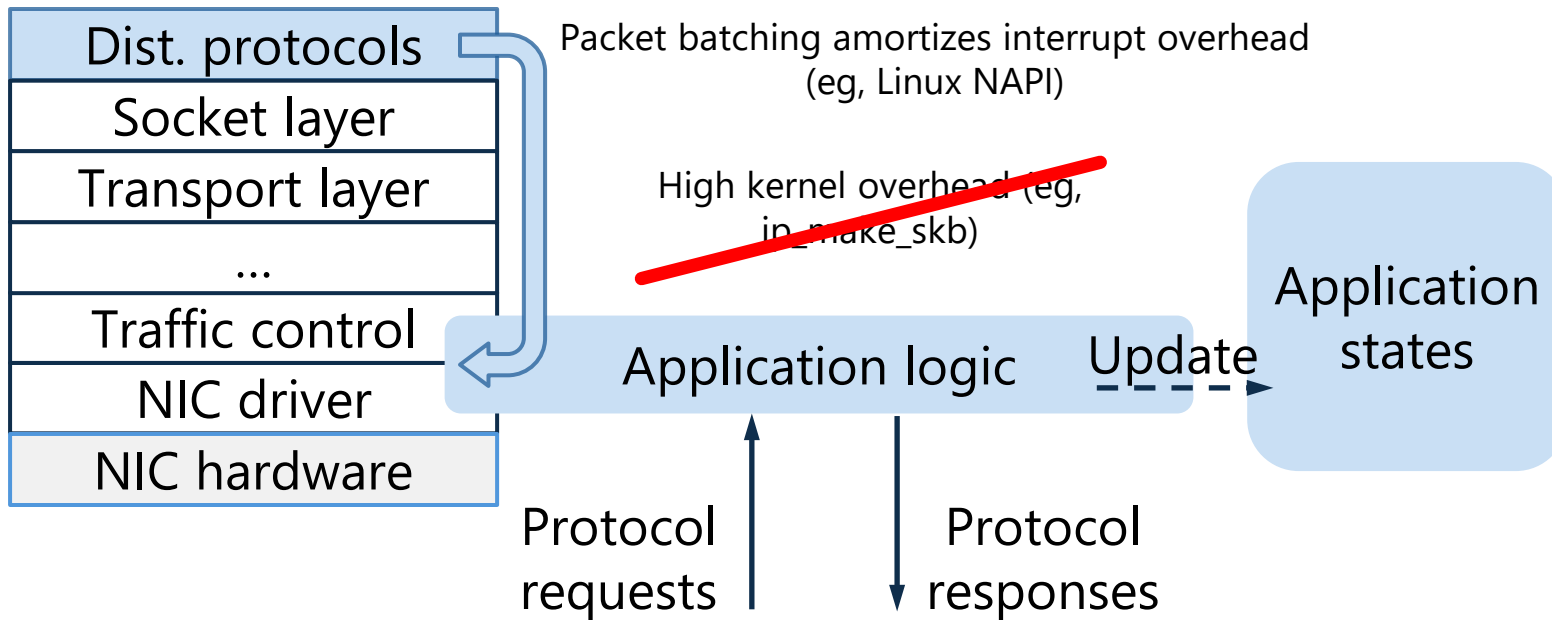 Dist. protocols
Socket layer
Transport layer
...
Traffic control
NIC driver
NIC hardware
Packet batching amortizes interrupt overhead
(eg, Linux NAPI)
High kernel overhead (eg,
ip_make_skb)
Application logic
Update
Application
states
Protocol
requests
Protocol
responses